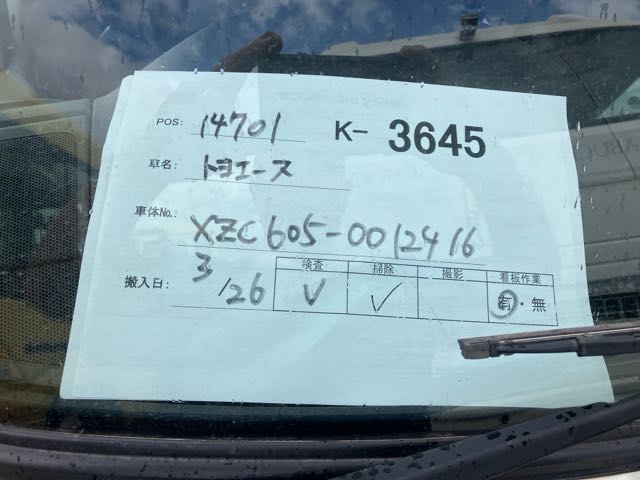 POS: 14701 K- 3645
車名: トヨエース
車体No. XZC605-0012416
搬入日: 3/26
検査 掃除 撮影 看板作業
✓ ✓ 有・無